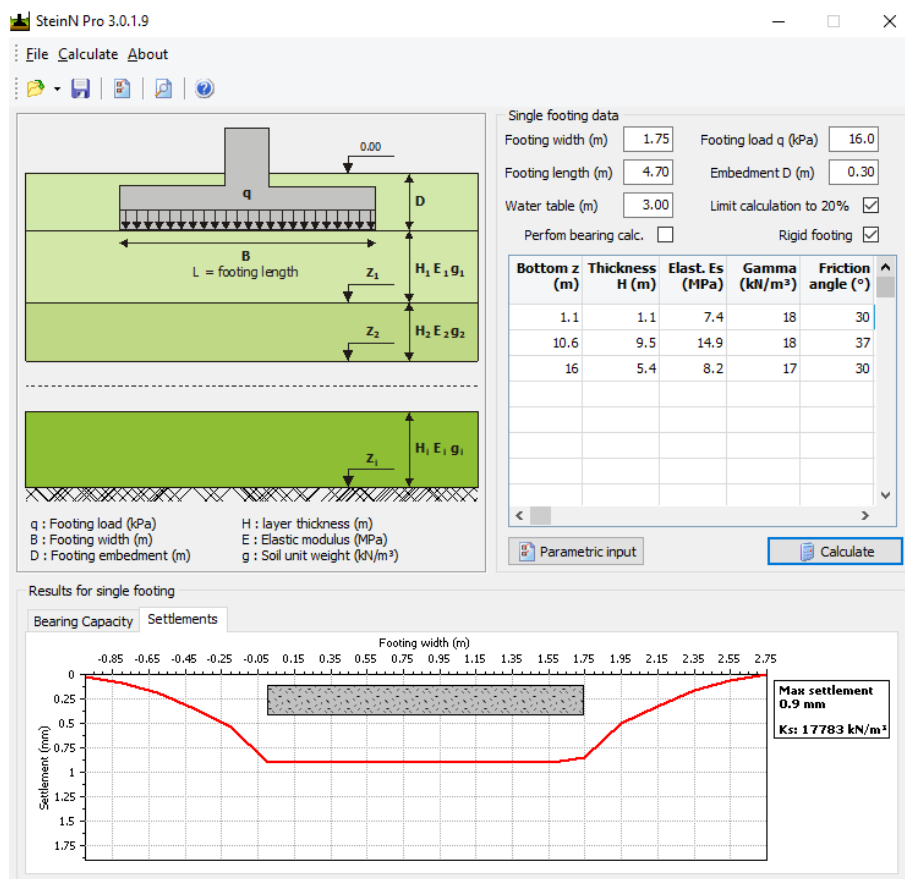 SteinN Pro 3.0.1.9
File Calculate About
0.00
q
D
B
L = footing length
Z₁
H₁ E₁ g₁
Z₂
H₂ E₂ g₂
Zᵢ
Hᵢ Eᵢ gᵢ
q : Footing load (kPa) H : layer thickness (m)
B : Footing width (m) E : Elastic modulus (MPa)
D : Footing embedment (m) g : Soil unit weight (kN/m³)
Single footing data
Footing width (m) 1.75 Footing load q (kPa) 16.0
Footing length (m) 4.70 Embedment D (m) 0.30
Water table (m) 3.00 Limit calculation to 20%
Perfom bearing calc. Rigid footing
Bottom z Thickness Elast. Es Gamma Friction
(m) H (m) (MPa) (kN/m³) angle (°)
1.1 1.1 7.4 18 30
10.6 9.5 14.9 18 37
16 5.4 8.2 17 30
Parametric input Calculate
Results for single footing
Bearing Capacity Settlements
Footing width (m)
-0.85 -0.65 -0.45 -0.25 -0.05 0.15 0.35 0.55 0.75 0.95 1.15 1.35 1.55 1.75 1.95 2.15 2.35 2.55 2.75
Settlement (mm)
0
0.25
0.5
0.75
1
1.25
1.5
1.75
Max settlement
0.9 mm
Ks: 17783 kN/m³